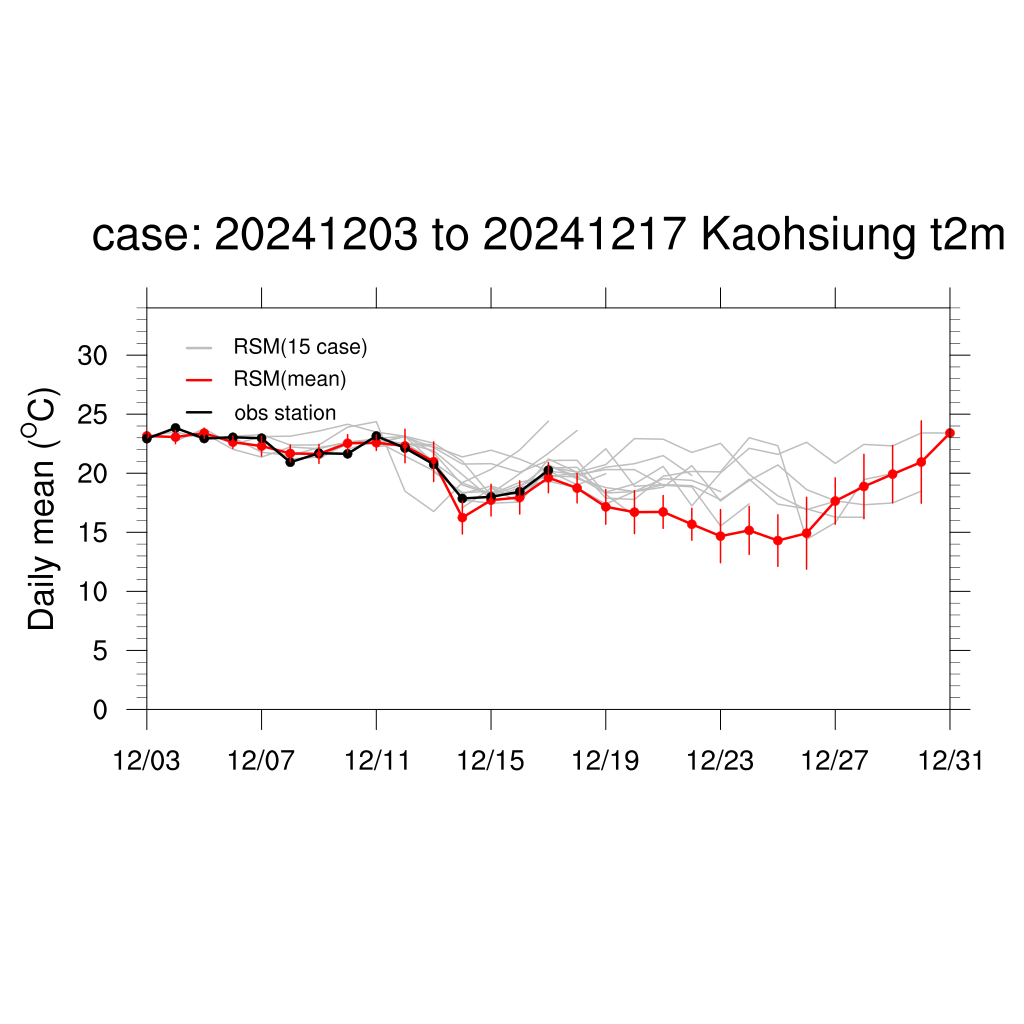 case: 20241203 to 20241217 Kaohsiung t2m
RSM(15 case)
RSM(mean)
obs station
Daily mean (°C)
30
25
20
15
10
5
0
12/03 12/07 12/11 12/15 12/19 12/23 12/27 12/31